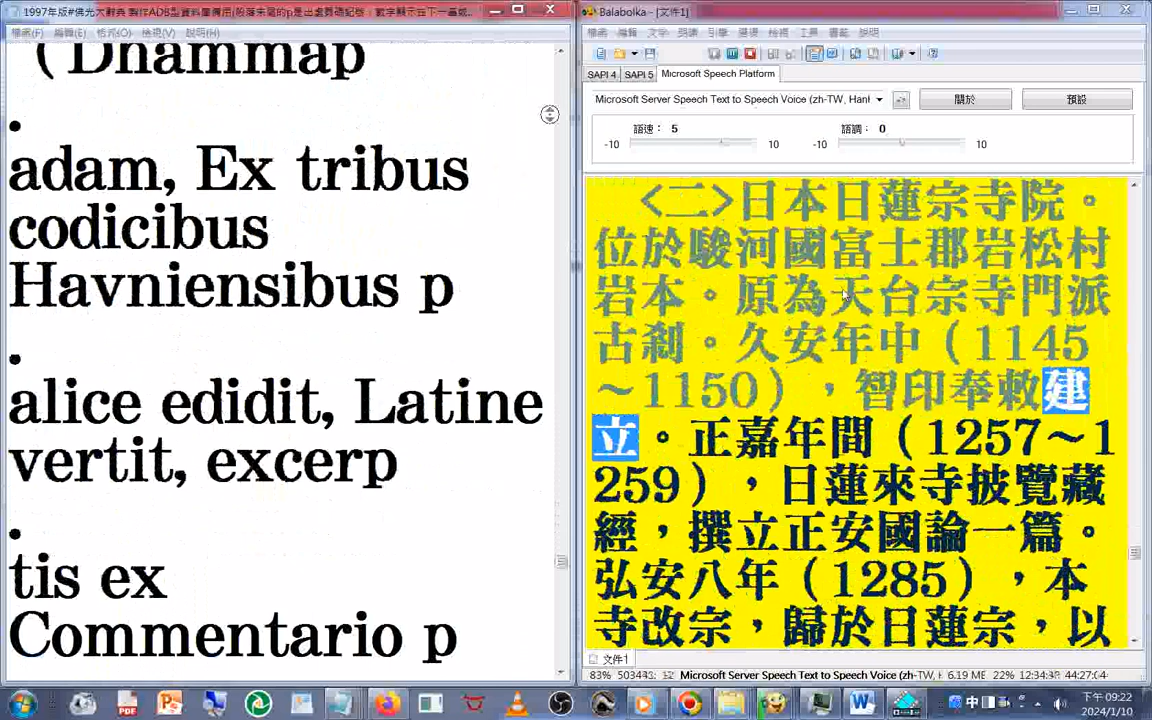 1997年版#佛光大辭典
(Dhammap
.
adam, Ex tribus
codicibus
Havniensibus p
.
alice edidit, Latine
vertit, excerp
.
tis ex
Commentario p
Balabolka - [文件1]
SAPI 4
SAPI 5
Microsoft Speech Platform
Microsoft Server Speech Text to Speech Voice (zh-TW, Hanl
關於
預設
語速： 5
語調： 0
-10
10
-10
10
<二>日本日蓮宗寺院。
位於駿河國富士郡岩松村
岩本。原為天台宗寺門派
古剎。久安年中（1145
～1150），智印奉敕建
立。正嘉年間（1257～1
259），日蓮來寺披覽藏
經，撰立正安國論一篇。
弘安八年（1285），本
寺改宗，歸於日蓮宗，以
文件1
83%
Microsoft Server Speech Text to Speech Voice (zh-TW, H
6.19 ME
22%
下午 09:22
2024/1/10